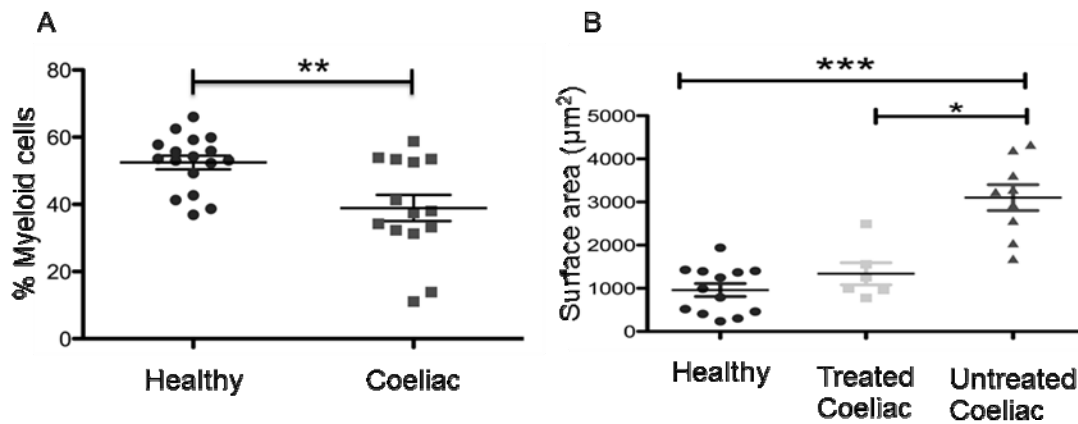 A
**
80
60
40
20
0
% Myeloid cells
Healthy
Coeliac
B
***
*
5000
4000
3000
2000
1000
0
Surface area (µm²)
Healthy
Treated
Coeliac
Untreated
Coeliac